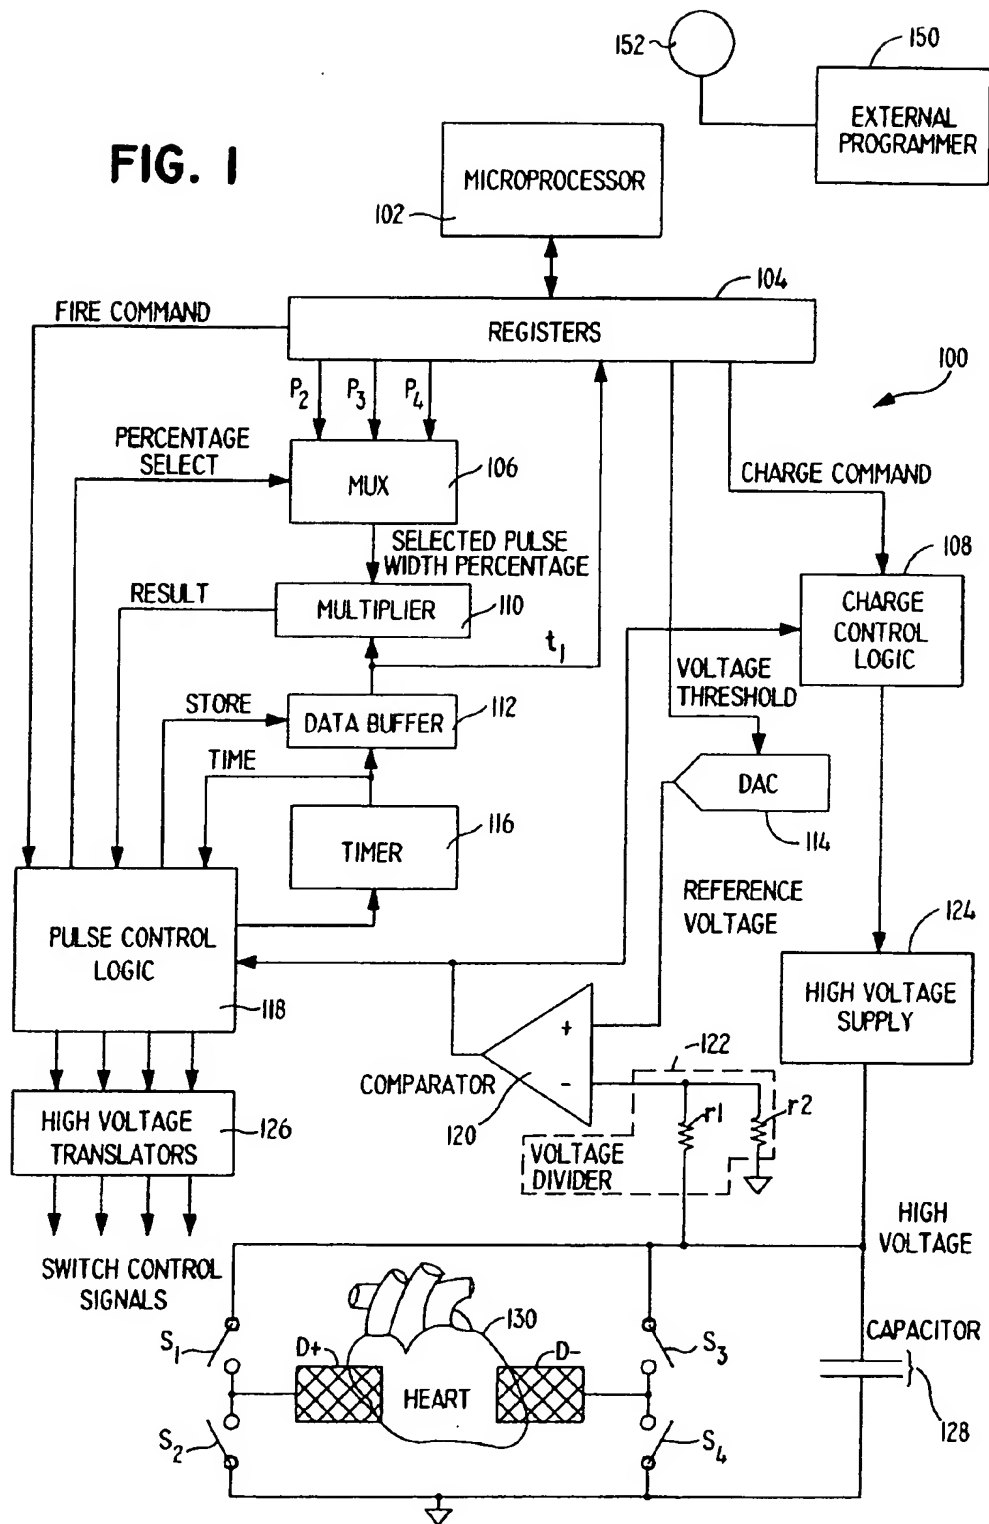 152
150
EXTERNAL
PROGRAMMER
FIG. 1
MICROPROCESSOR
102
104
FIRE COMMAND
REGISTERS
100
P2
P3
P4
PERCENTAGE
SELECT
MUX
106
CHARGE COMMAND
SELECTED PULSE
WIDTH PERCENTAGE
108
RESULT
MULTIPLIER
110
CHARGE
CONTROL
LOGIC
t1
VOLTAGE
THRESHOLD
STORE
DATA BUFFER
112
TIME
DAC
114
TIMER
116
REFERENCE
VOLTAGE
124
PULSE CONTROL
LOGIC
118
HIGH VOLTAGE
SUPPLY
+
-
COMPARATOR
120
122
r1
r2
HIGH VOLTAGE
TRANSLATORS
126
VOLTAGE
DIVIDER
HIGH
VOLTAGE
SWITCH CONTROL
SIGNALS
130
CAPACITOR
S1
D+
D-
S3
HEART
128
S2
S4